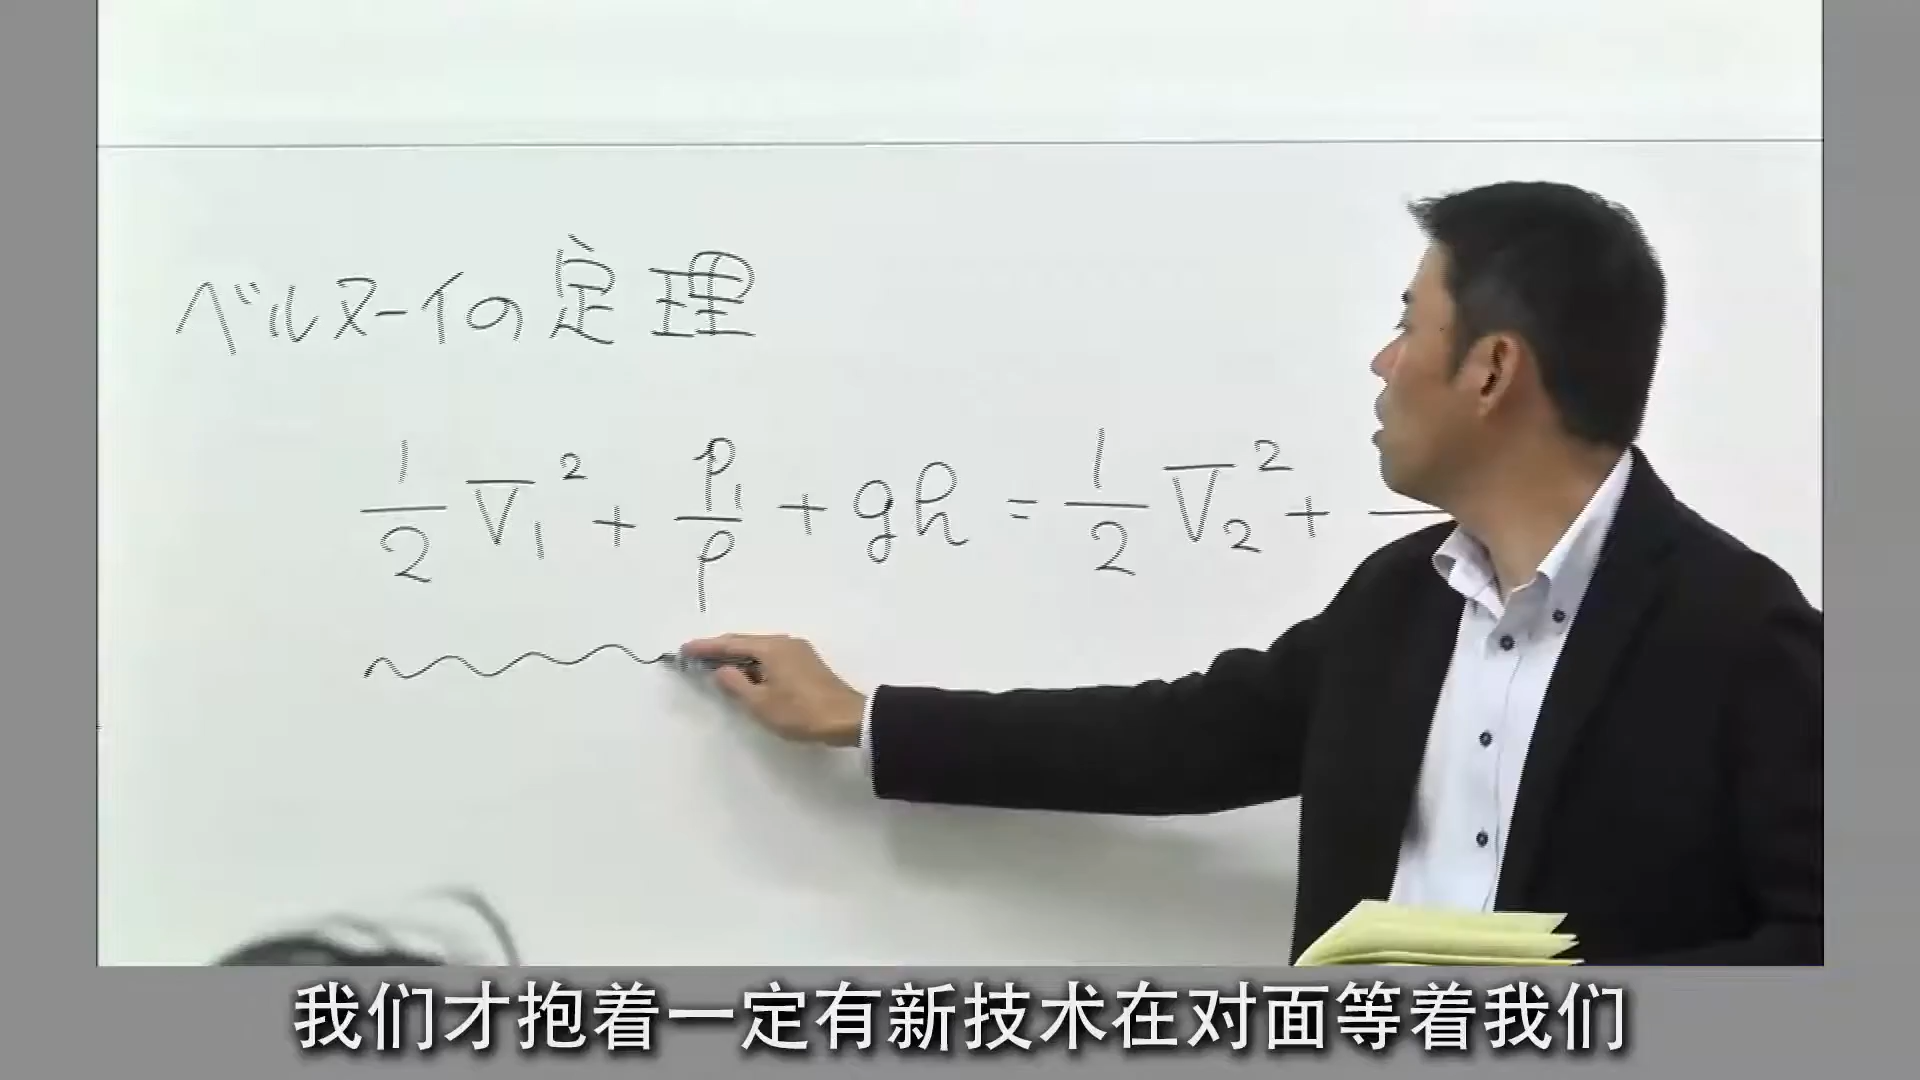 ベルヌーイの定理
1/2 V₁² + p₁/ρ + gh = 1/2 V₂² +
我们才抱着一定有新技术在对面等着我们